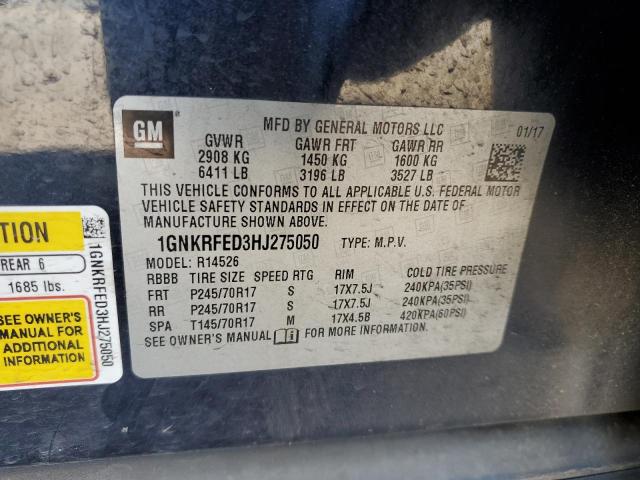 GM
MFD BY GENERAL MOTORS LLC
01/17
GVWR GAWR FRT GAWR RR
2908 KG 1450 KG 1600 KG
6411 LB 3196 LB 3527 LB
THIS VEHICLE CONFORMS TO ALL APPLICABLE U.S. FEDERAL MOTOR
VEHICLE SAFETY STANDARDS IN EFFECT ON THE DATE OF
MANUFACTURE SHOWN ABOVE.
1GNKRFED3HJ275050 TYPE: M.P.V.
MODEL: R14526
RBBB TIRE SIZE SPEED RTG RIM COLD TIRE PRESSURE
FRT P245/70R17 S 17X7.5J 240KPA(35PSI)
RR P245/70R17 S 17X7.5J 240KPA(35PSI)
SPA T145/70R17 M 17X4.5B 420KPA(60PSI)
SEE OWNER'S MANUAL FOR MORE INFORMATION
TION
REAR 6
1685 lbs.
SEE OWNER'S
MANUAL FOR
ADDITIONAL
INFORMATION
1GNKRFED3HJ275050